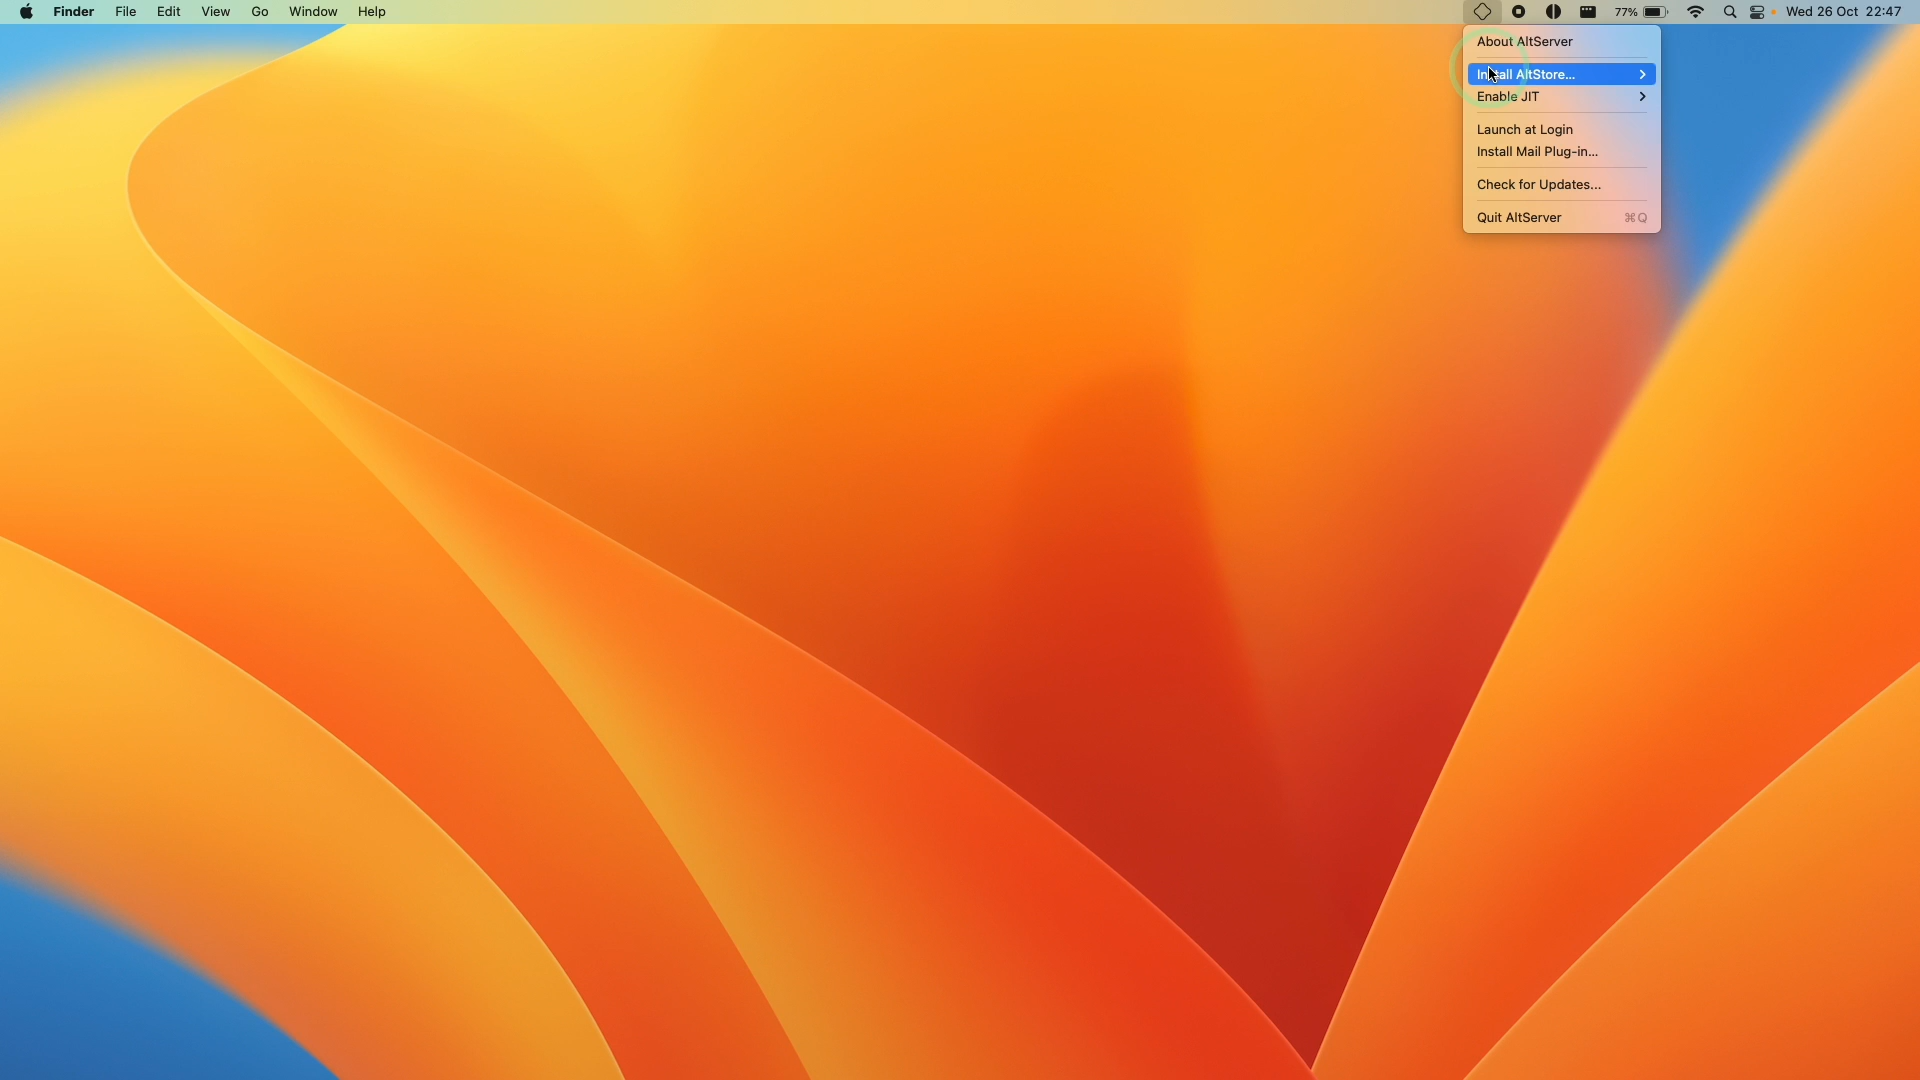 Finder File Edit View Go Window Help 77% Wed 26 Oct 22:47
About AltServer
Install AltStore...
Enable JIT
Launch at Login
Install Mail Plug-in...
Check for Updates...
Quit AltServer ⌘Q